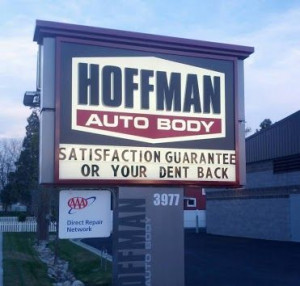 HOFFMAN
AUTO BODY
SATISFACTION GUARANTEE
OR YOUR DENT BACK
AAA
Direct Repair
Network
3977
HOFFMAN
AUTO BODY